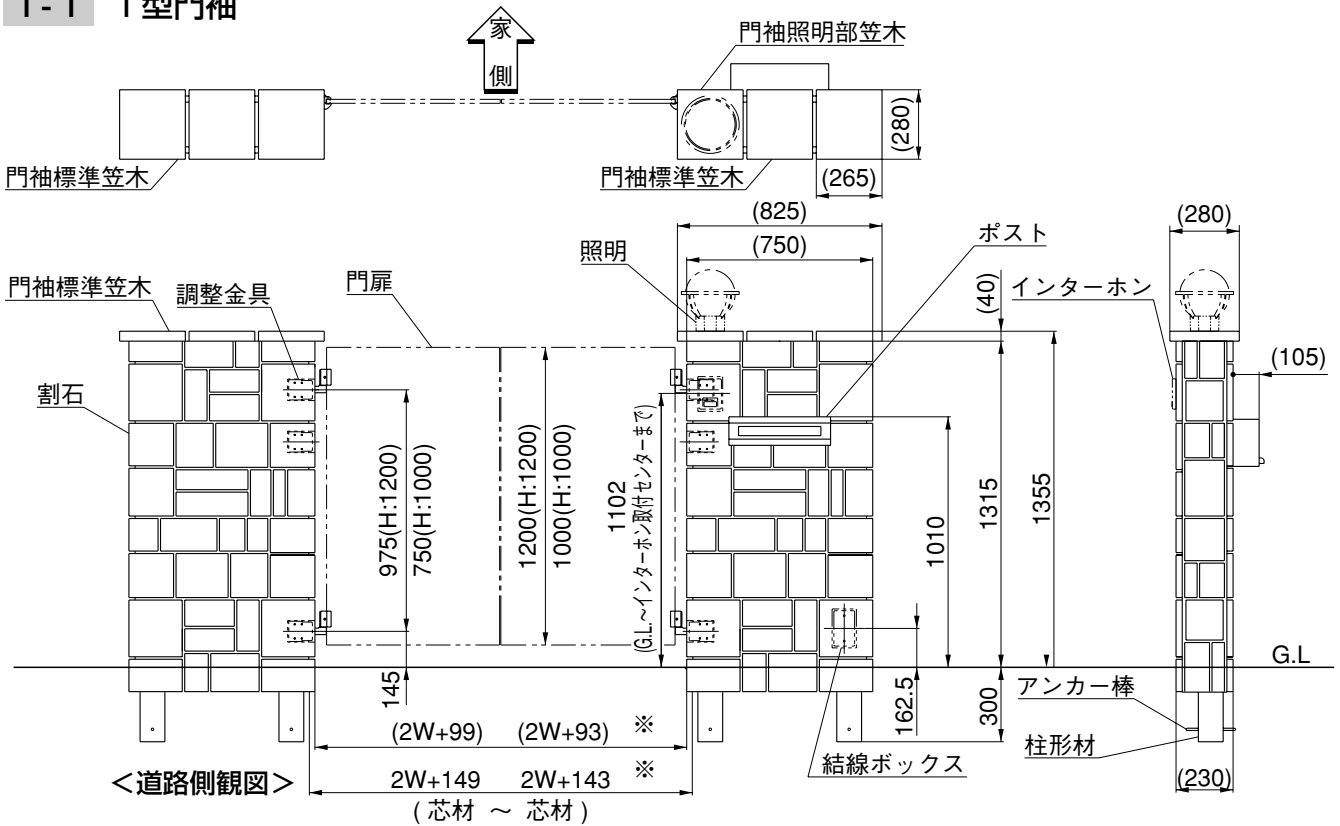 1-1 I型門袖
家
側
門袖照明部笠木
(280)
門袖標準笠木
門袖標準笠木
(265)
(825)
(280)
(750)
ポスト
照明
(40)
インターホン
門袖標準笠木
調整金具
門扉
(105)
割石
975(H:1200)
750(H:1000)
1200(H:1200)
1000(H:1000)
1102
(G.L.~インターホン取付センターまで)
1010
1315
1355
G.L
145
162.5
300
アンカー棒
柱形材
(2W+99) (2W+93) ※
結線ボックス
(230)
<道路側観図>
2W+149 2W+143 ※
(芯材 ~ 芯材)